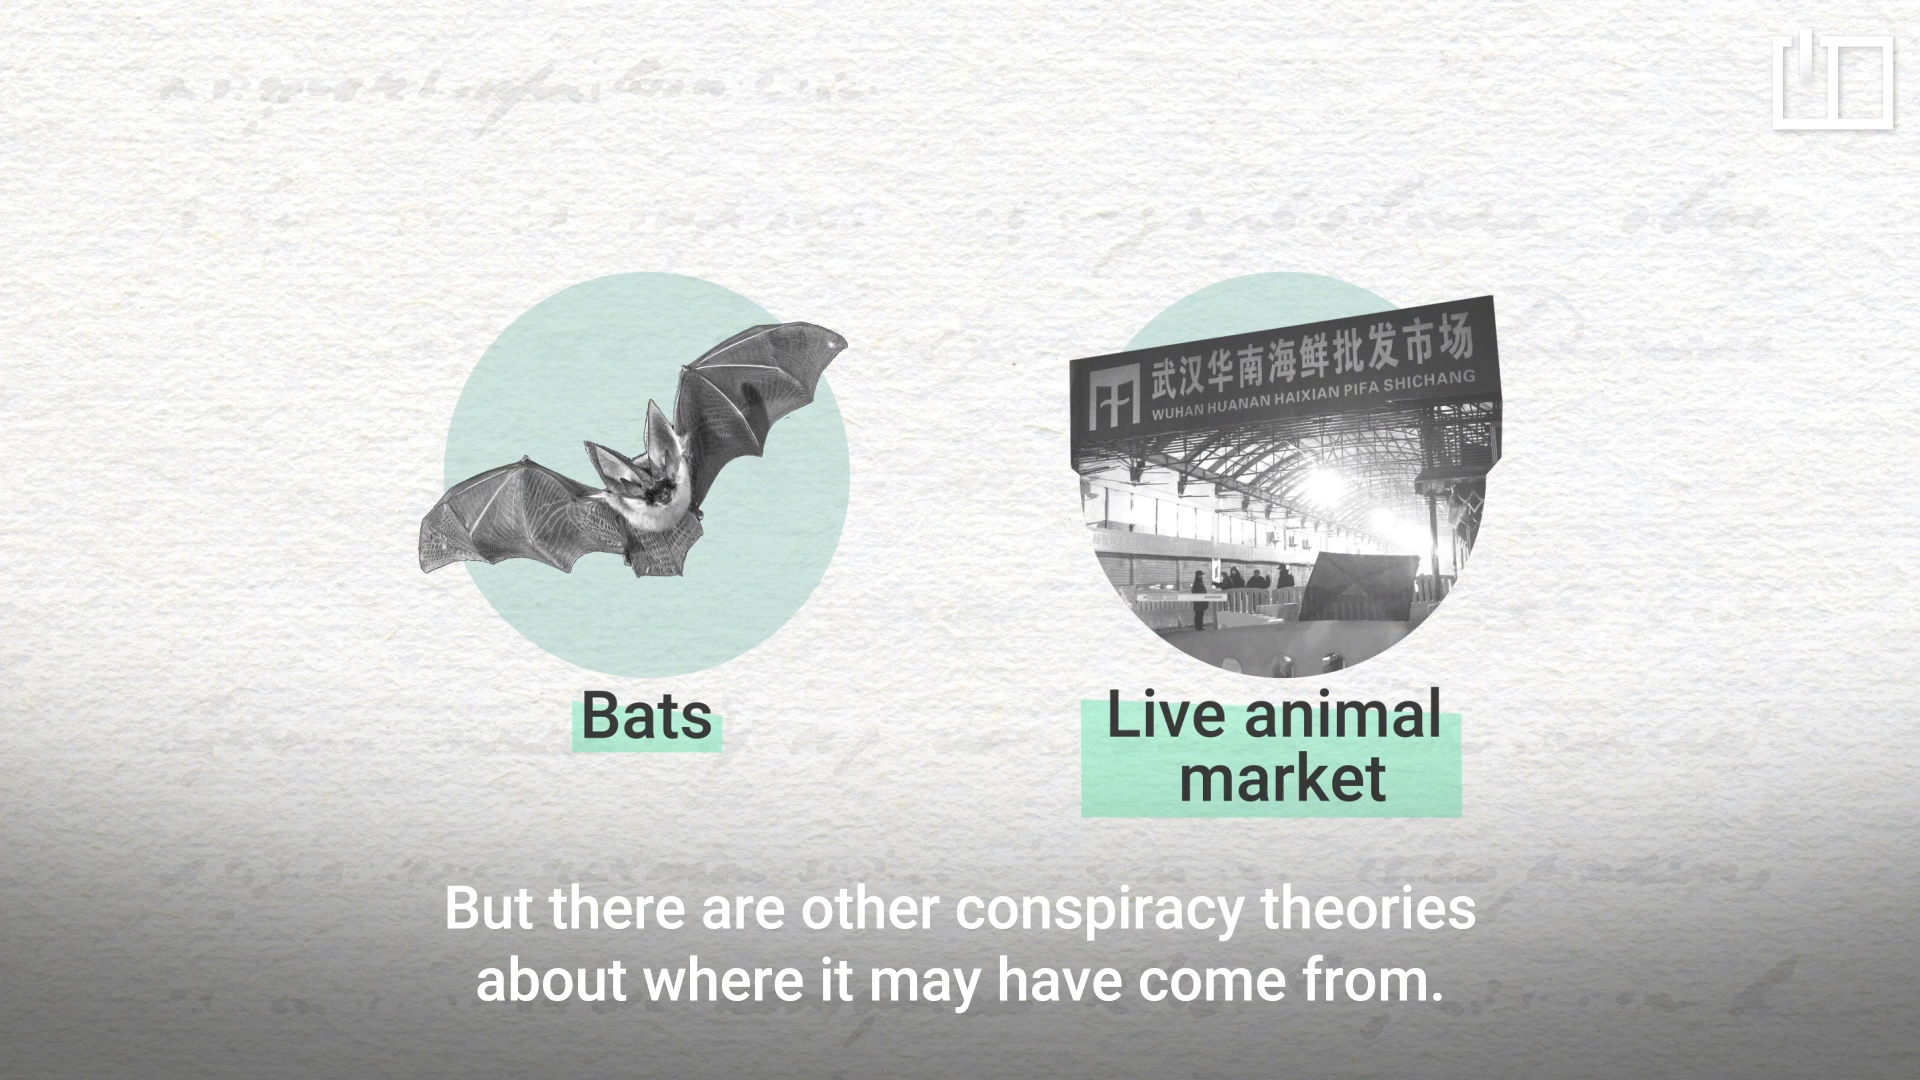 武汉华南海鲜批发市场
WUHAN HUANAN HAIXIAN PIFA SHICHANG
Bats
Live animal
market
But there are other conspiracy theories
about where it may have come from.